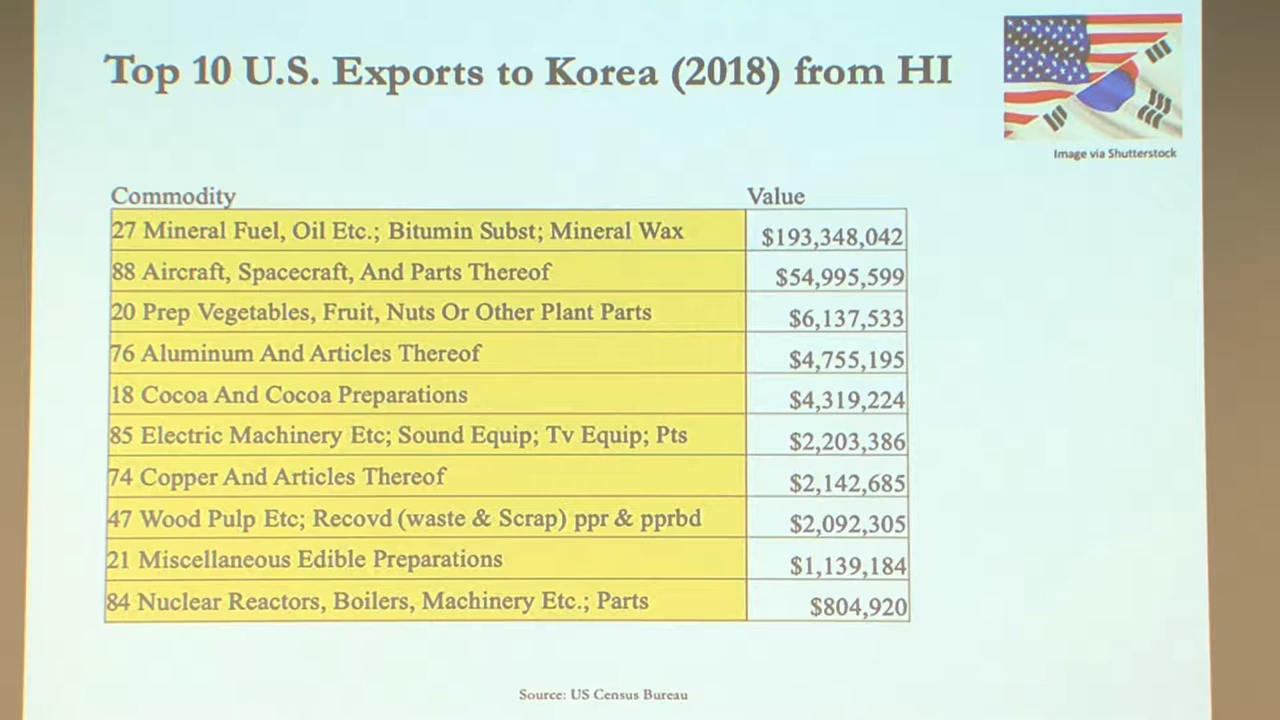 Top 10 U.S. Exports to Korea (2018) from HI
Image via Shutterstock
Commodity Value
27 Mineral Fuel, Oil Etc.; Bitumin Subst; Mineral Wax $193,348,042
88 Aircraft, Spacecraft, And Parts Thereof $54,995,599
20 Prep Vegetables, Fruit, Nuts Or Other Plant Parts $6,137,533
76 Aluminum And Articles Thereof $4,755,195
18 Cocoa And Cocoa Preparations $4,319,224
85 Electric Machinery Etc; Sound Equip; Tv Equip; Pts $2,203,386
74 Copper And Articles Thereof $2,142,685
47 Wood Pulp Etc; Recovd (waste & Scrap) ppr & pprbd $2,092,305
21 Miscellaneous Edible Preparations $1,139,184
84 Nuclear Reactors, Boilers, Machinery Etc.; Parts $804,920
Source: US Census Bureau